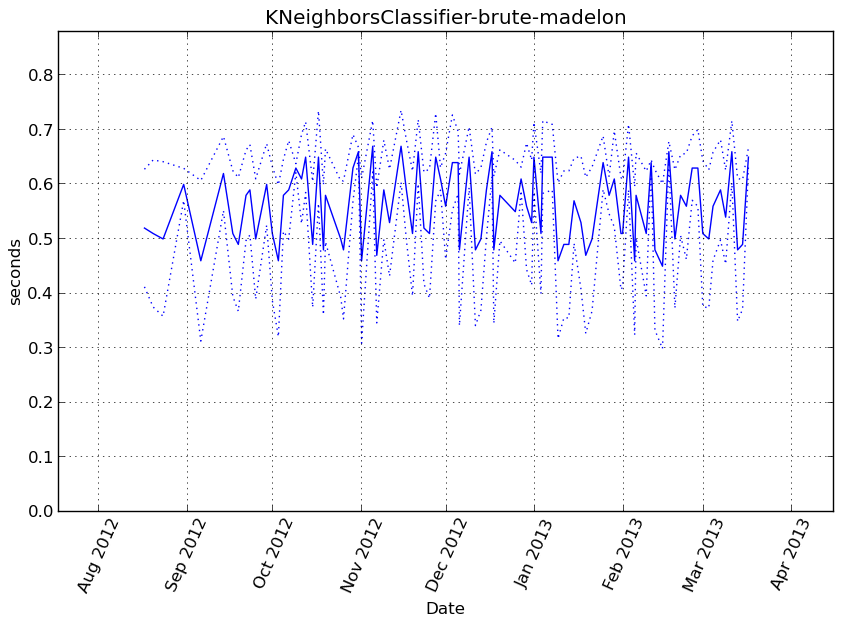 KNeighborsClassifier-brute-madelon
0.8
0.7
0.6
0.5
0.4
0.3
0.2
0.1
0.0
seconds
Aug 2012
Sep 2012
Oct 2012
Nov 2012
Dec 2012
Jan 2013
Feb 2013
Mar 2013
Apr 2013
Date